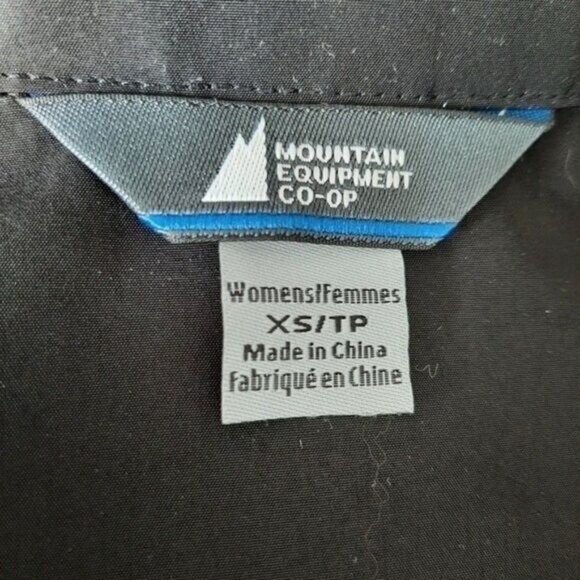 MOUNTAIN
EQUIPMENT
CO-OP
Womens/Femmes
XS/TP
Made in China
Fabriqué en Chine